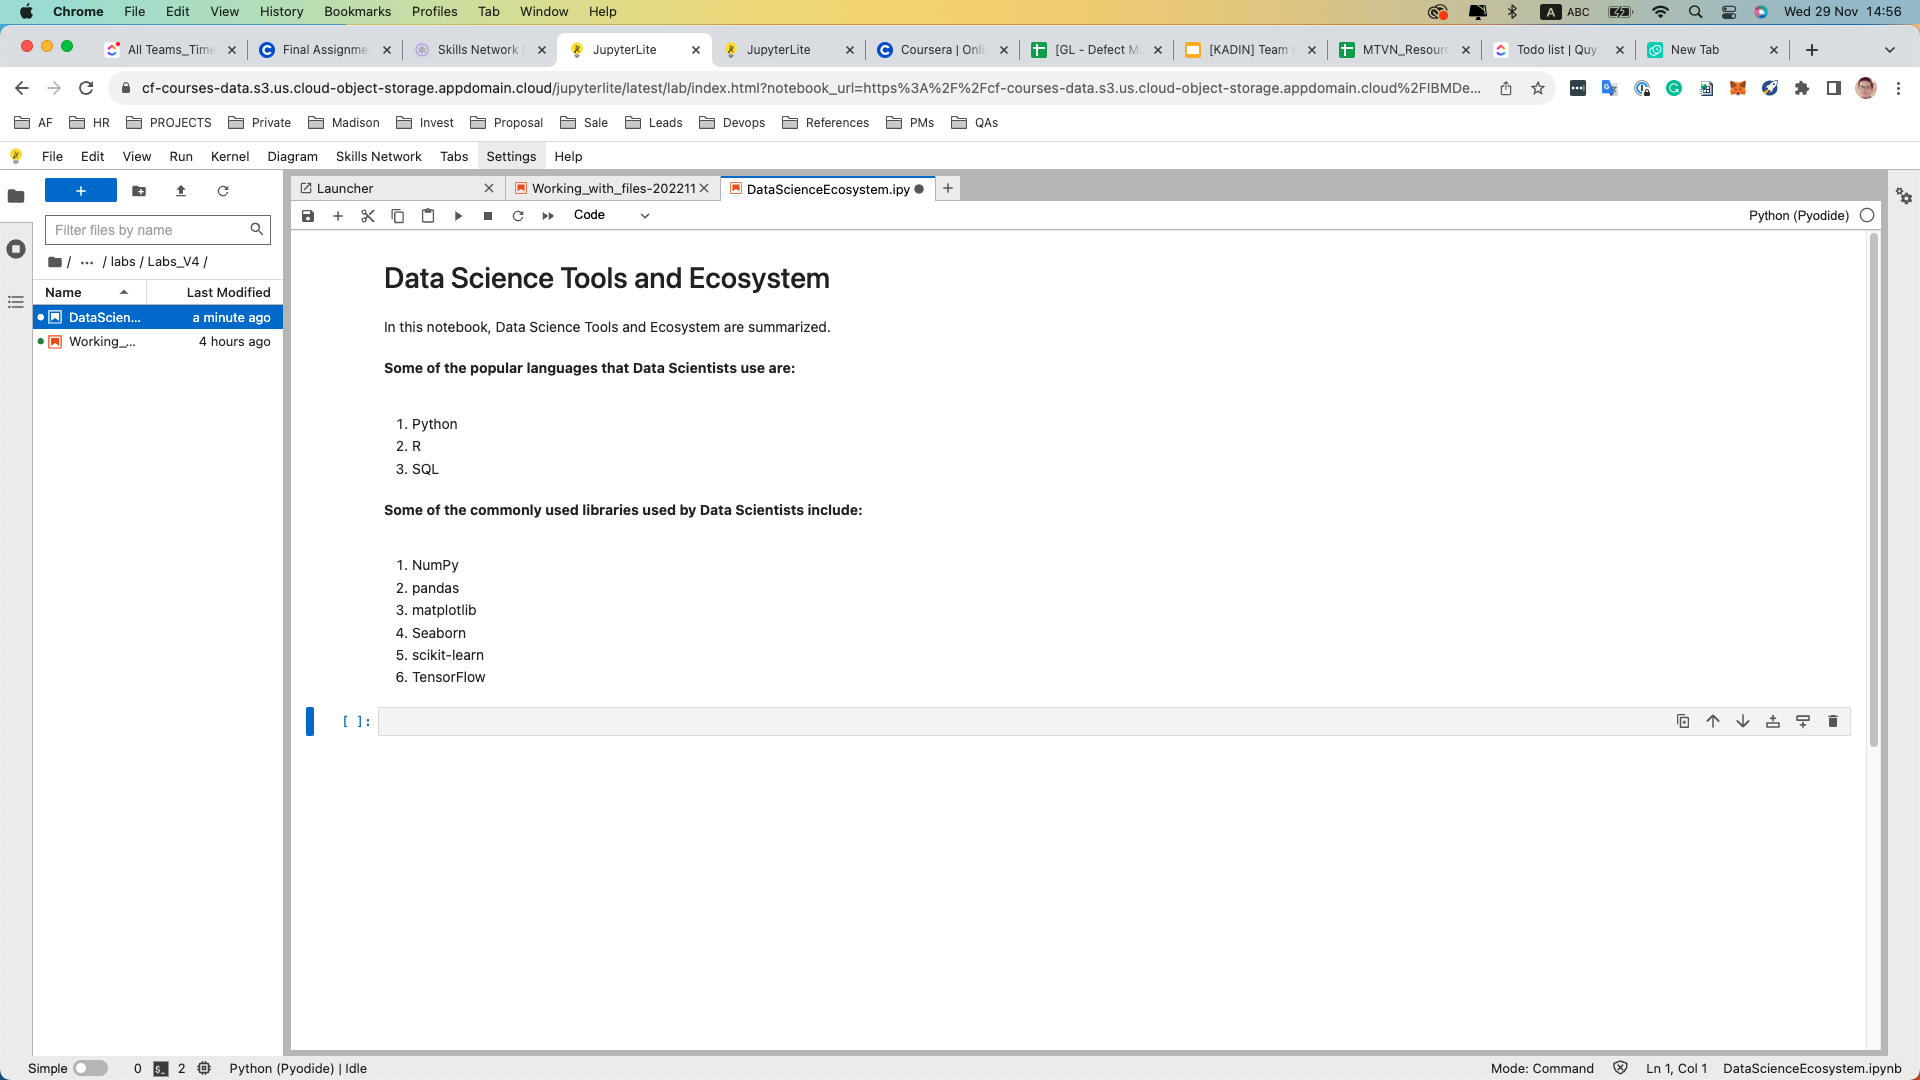 Chrome File Edit View History Bookmarks Profiles Tab Window Help A ABC Wed 29 Nov 14:56
All Teams_Time Final Assignme Skills Network JupyterLite JupyterLite Coursera | Onli [GL - Defect M [KADIN] Team MTVN_Resour Todo list | Quy New Tab
cf-courses-data.s3.us.cloud-object-storage.appdomain.cloud/jupyterlite/latest/lab/index.html?notebook_url=https%3A%2F%2Fcf-courses-data.s3.us.cloud-object-storage.appdomain.cloud%2FIBMDe...
AF HR PROJECTS Private Madison Invest Proposal Sale Leads Devops References PMs QAs
File Edit View Run Kernel Diagram Skills Network Tabs Settings Help
Launcher Working_with_files-202211 DataScienceEcosystem.ipy
Code Python (Pyodide)
Filter files by name
/ ... / labs / Labs_V4 /
Name Last Modified
DataScien... a minute ago
Working_... 4 hours ago
Data Science Tools and Ecosystem
In this notebook, Data Science Tools and Ecosystem are summarized.
Some of the popular languages that Data Scientists use are:
1. Python
2. R
3. SQL
Some of the commonly used libraries used by Data Scientists include:
1. NumPy
2. pandas
3. matplotlib
4. Seaborn
5. scikit-learn
6. TensorFlow
[ ]:
Simple 0 2 Python (Pyodide) | Idle Mode: Command Ln 1, Col 1 DataScienceEcosystem.ipynb